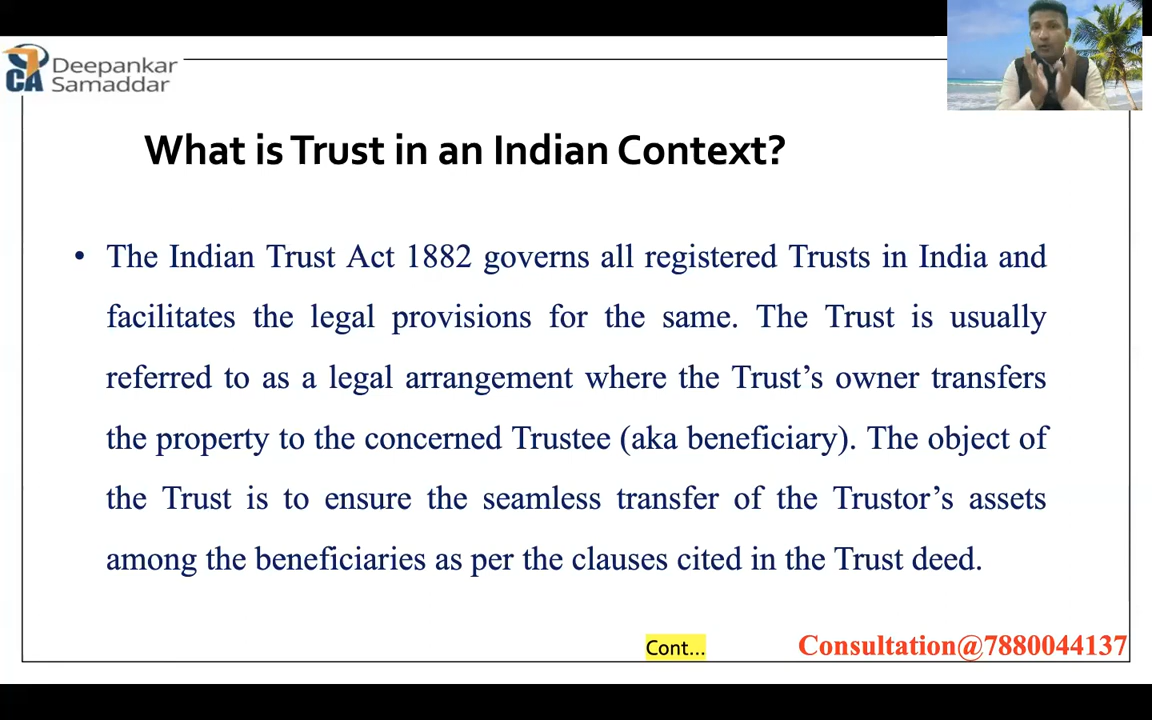 CA Deepankar
Samaddar
What is Trust in an Indian Context?
• The Indian Trust Act 1882 governs all registered Trusts in India and
facilitates the legal provisions for the same. The Trust is usually
referred to as a legal arrangement where the Trust’s owner transfers
the property to the concerned Trustee (aka beneficiary). The object of
the Trust is to ensure the seamless transfer of the Trustor’s assets
among the beneficiaries as per the clauses cited in the Trust deed.
Cont...
Consultation@7880044137